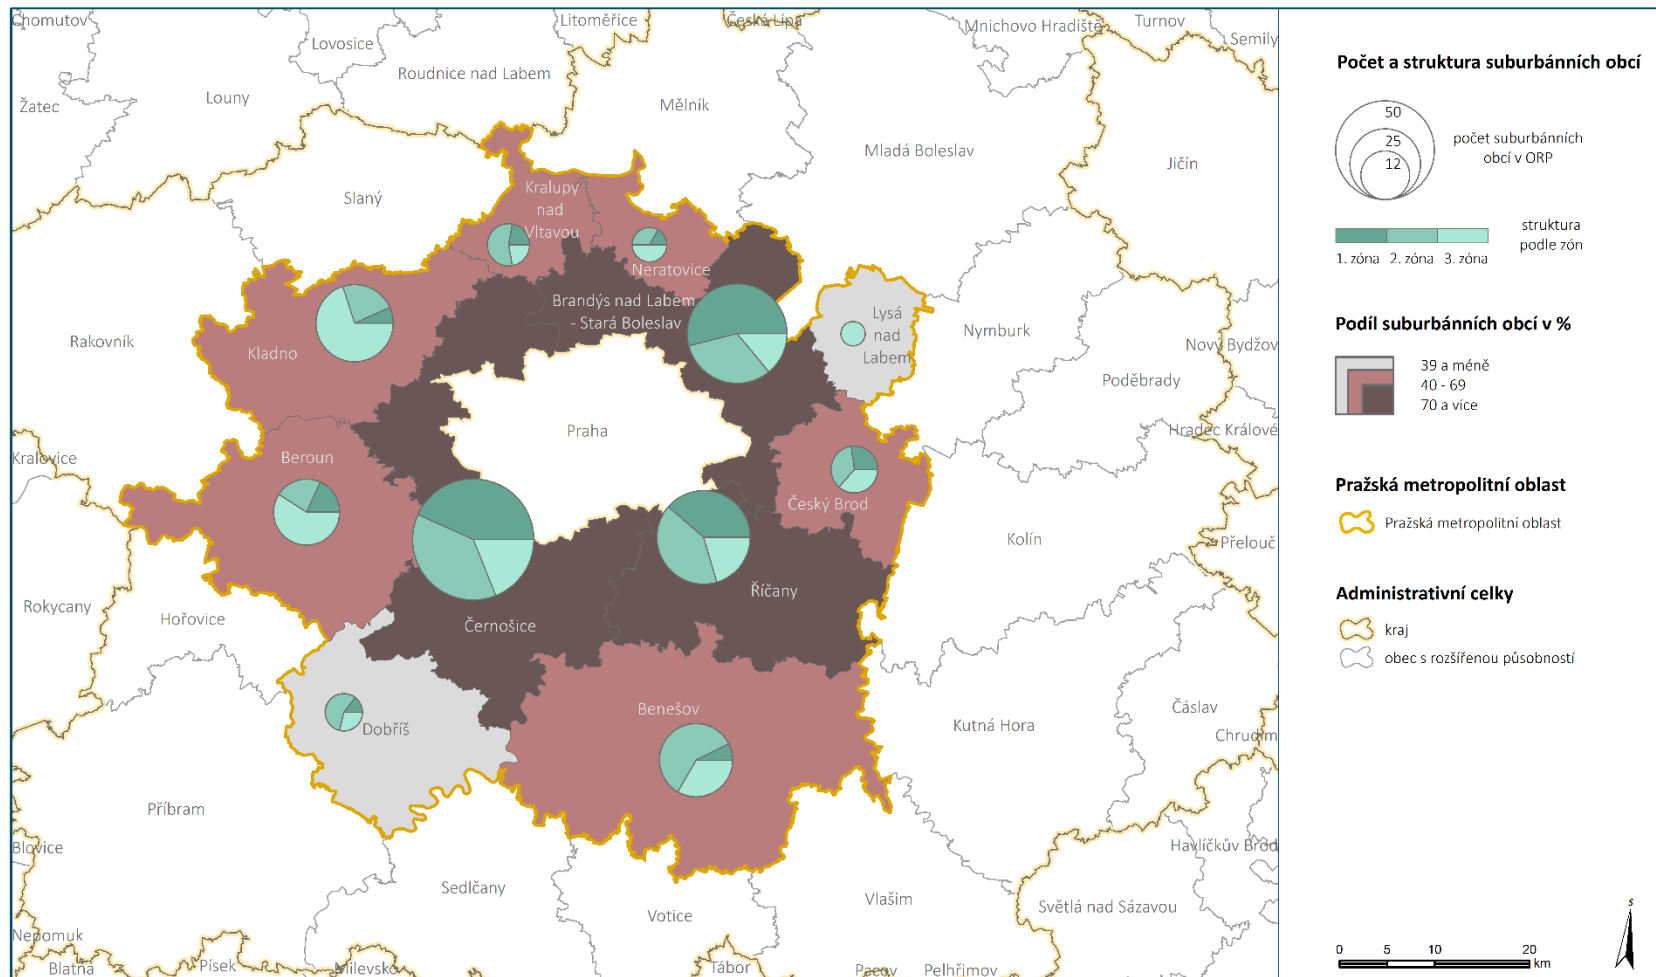 Chomutov
Litoměřice
Česká Lípa
Mnichovo Hradiště
Turnov
Semily
Lovosice
Roudnice nad Labem
Žatec
Louny
Mělník
Mladá Boleslav
Jičín
Slaný
Kralupy
nad
Vltavou
Neratovice
Brandýs nad Labem
- Stará Boleslav
Lysá
nad
Labem
Nymburk
Nový Bydžov
Rakovník
Kladno
Poděbrady
Praha
Hradec Králové
Kralovice
Beroun
Český Brod
Kolín
Přelouč
Rokycany
Hořovice
Černošice
Říčany
Dobříš
Benešov
Kutná Hora
Čáslav
Chrudim
Příbram
Blovice
Havlíčkův Brod
Sedlčany
Vlašim
Votice
Světlá nad Sázavou
Nepomuk
Blatná
Písek
Milevsko
Tábor
Pacov
Pelhřimov
Počet a struktura suburbánních obcí
50
25
12
počet suburbánních
obcí v ORP
struktura
podle zón
1. zóna 2. zóna 3. zóna
Podíl suburbánních obcí v %
39 a méně
40 - 69
70 a více
Pražská metropolitní oblast
Pražská metropolitní oblast
Administrativní celky
kraj
obec s rozšířenou působností
S
0 5 10 20
km